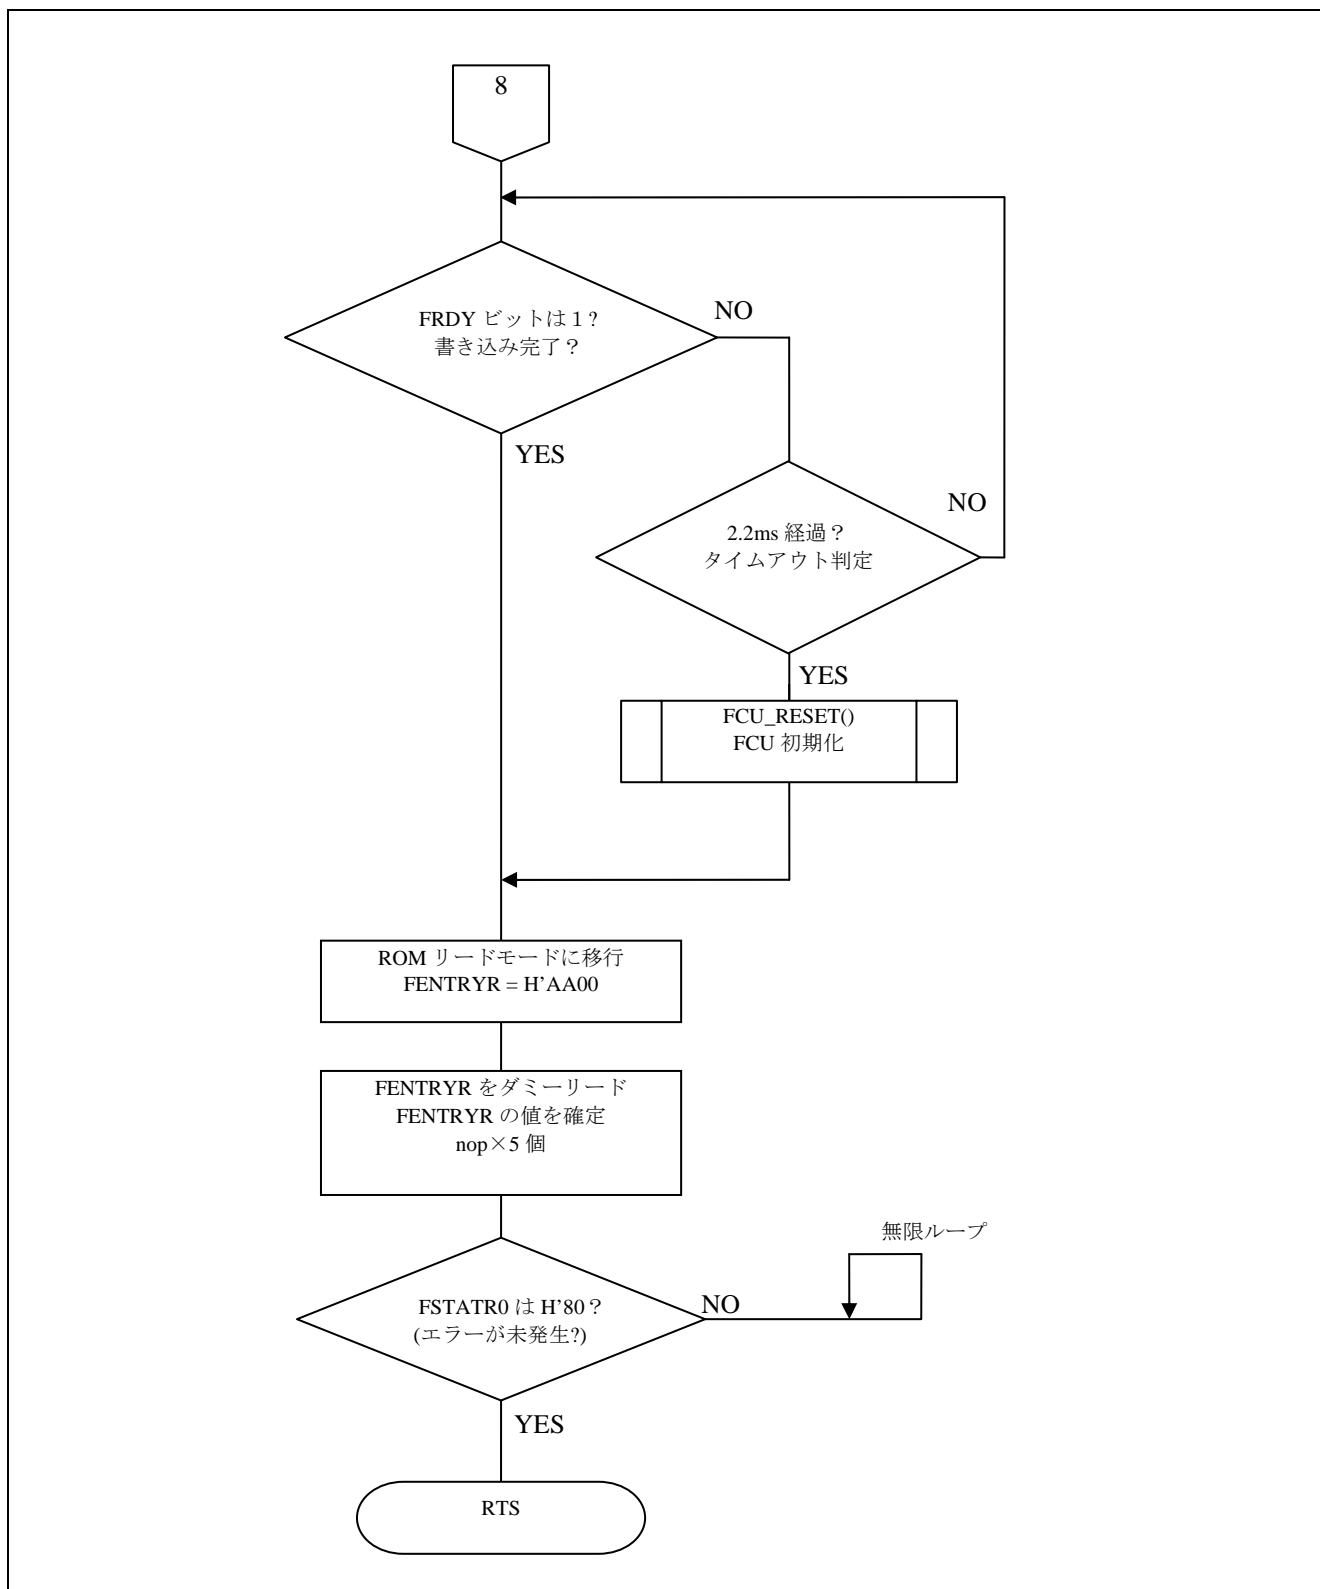 8
FRDY ビットは１?
書き込み完了？
NO
YES
2.2ms 経過？
タイムアウト判定
NO
YES
FCU_RESET()
FCU 初期化
ROM リードモードに移行
FENTRYR = H’AA00
FENTRYR をダミーリード
FENTRYR の値を確定
nop×5 個
無限ループ
FSTATR0 は H’80？
(エラーが未発生?)
NO
YES
RTS